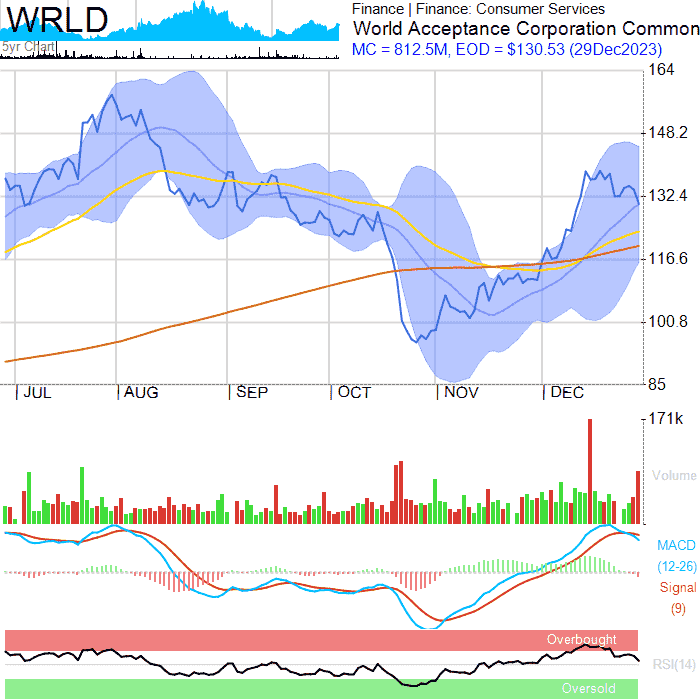 WRLD
5yr Chart
Finance | Finance: Consumer Services
World Acceptance Corporation Common
MC = 812.5M, EOD = $130.53 (29Dec2023)
164
148.2
132.4
116.6
100.8
85
JUL
AUG
SEP
OCT
NOV
DEC
171k
Volume
MACD
(12-26)
Signal
(9)
Overbought
RSI(14)
Oversold